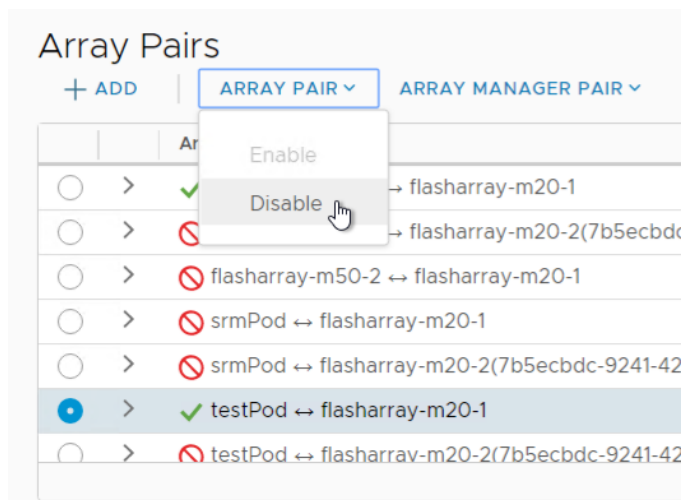 Array Pairs
+ ADD ARRAY PAIR ARRAY MANAGER PAIR
Ar
Enable
Disable
↔ flasharray-m20-1
↔ flasharray-m20-2(7b5ecbdc
flasharray-m50-2 ↔ flasharray-m20-1
srmPod ↔ flasharray-m20-1
srmPod ↔ flasharray-m20-2(7b5ecbdc-9241-42
testPod ↔ flasharray-m20-1
testPod ↔ flasharray-m20-2(7b5ecbdc-9241-42